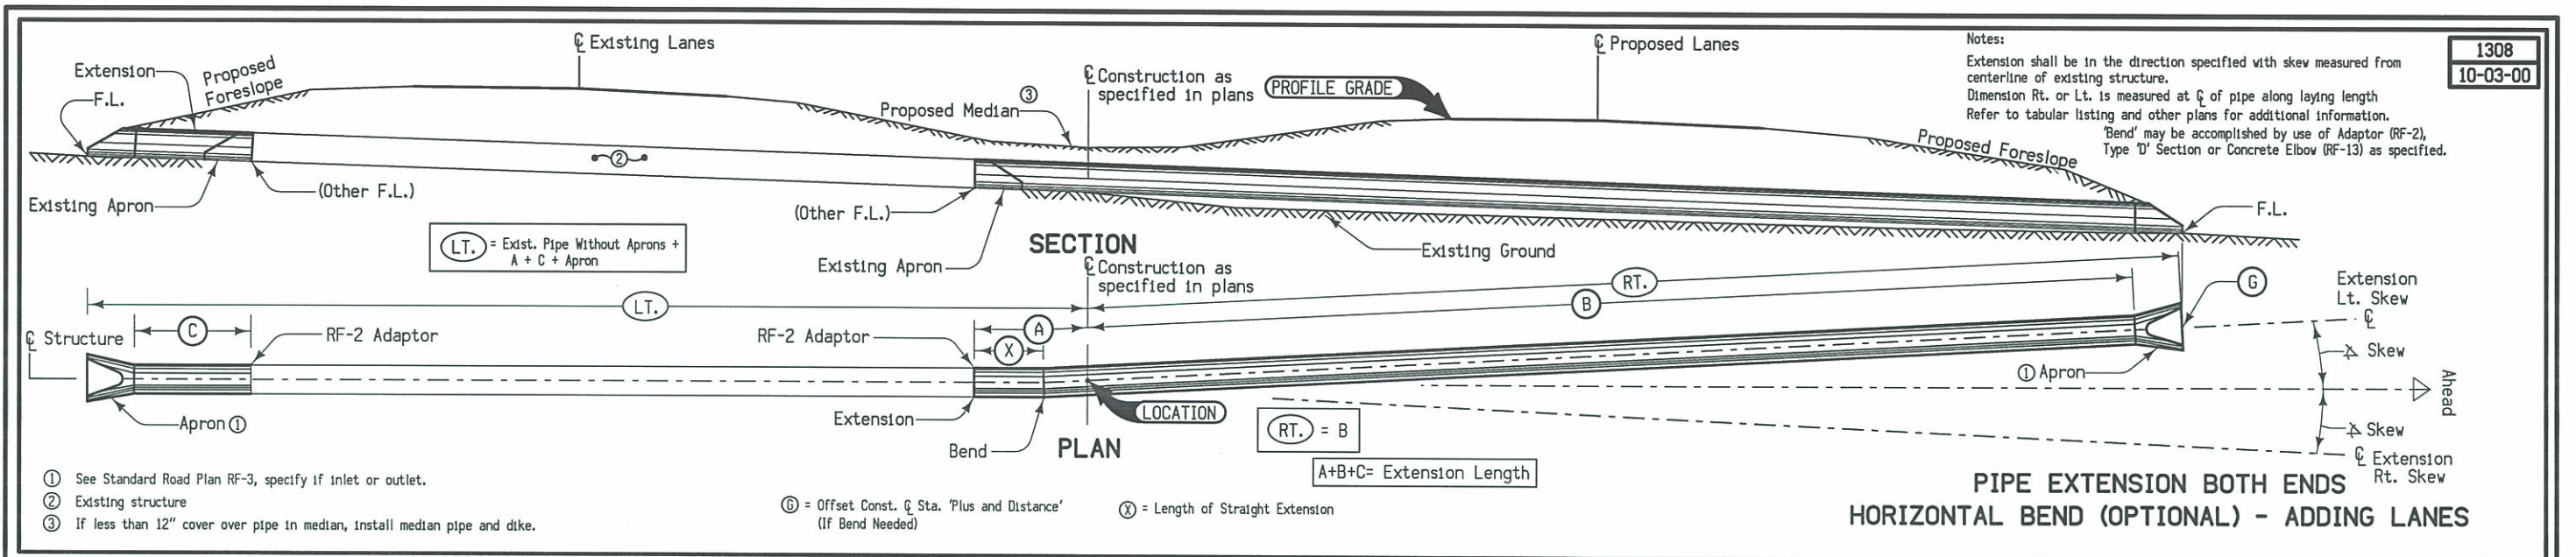 ℄ Existing Lanes
℄ Proposed Lanes
Notes:
Extension shall be in the direction specified with skew measured from
centerline of existing structure.
Dimension Rt. or Lt. is measured at ℄ of pipe along laying length
Refer to tabular listing and other plans for additional information.
'Bend' may be accomplished by use of Adaptor (RF-2),
Type 'D' Section or Concrete Elbow (RF-13) as specified.
1308
10-03-00
Extension
Proposed
Foreslope
F.L.
℄ Construction as
specified in plans
PROFILE GRADE
Proposed Median ③
Proposed Foreslope
②
Existing Apron
(Other F.L.)
(Other F.L.)
Existing Apron
F.L.
Existing Ground
LT. = Exist. Pipe Without Aprons +
A + C + Apron
SECTION
℄ Construction as
specified in plans
LT.
RT.
B
G
Extension
Lt. Skew
℄
℄ Structure
C
RF-2 Adaptor
RF-2 Adaptor
A
X
Skew
① Apron
Ahead
Apron ①
Extension
Bend
LOCATION
PLAN
RT. = B
Skew
℄ Extension
Rt. Skew
A+B+C= Extension Length
① See Standard Road Plan RF-3, specify if inlet or outlet.
② Existing structure
③ If less than 12" cover over pipe in median, install median pipe and dike.
G = Offset Const. ℄ Sta. 'Plus and Distance'
(If Bend Needed)
X = Length of Straight Extension
PIPE EXTENSION BOTH ENDS
HORIZONTAL BEND (OPTIONAL) - ADDING LANES